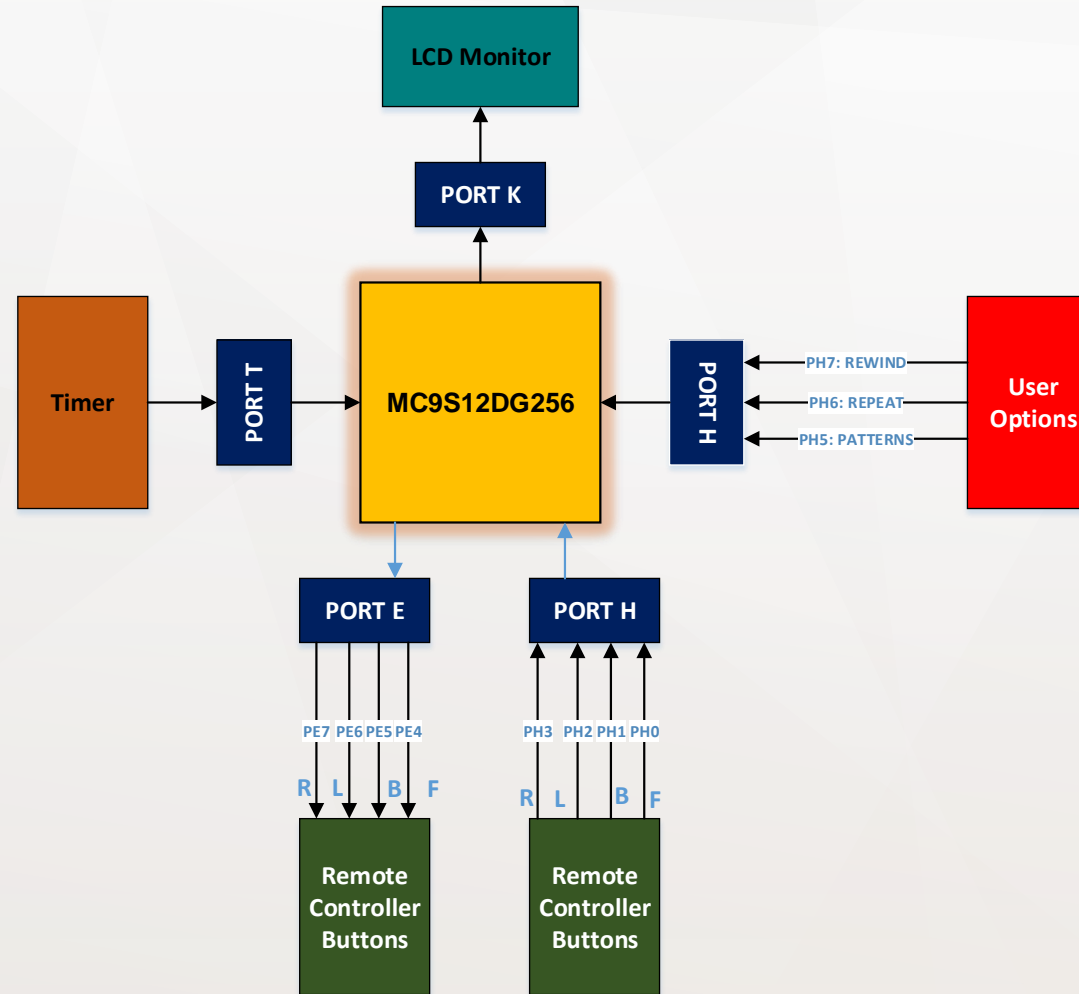 LCD Monitor
PORT K
Timer
PORT T
MC9S12DG256
PORT H
PH7: REWIND
PH6: REPEAT
PH5: PATTERNS
User
Options
PORT E
PORT H
PE7 PE6 PE5 PE4
PH3 PH2 PH1 PH0
R L B F
R L B F
Remote
Controller
Buttons
Remote
Controller
Buttons